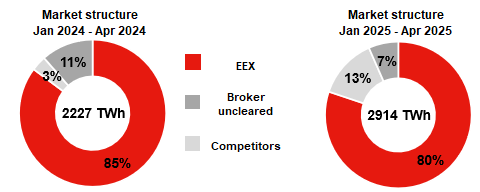 Market structure
Jan 2024 - Apr 2024
11%
3%
2227 TWh
85%
EEX
Broker
uncleared
Competitors
Market structure
Jan 2025 - Apr 2025
7%
13%
2914 TWh
80%